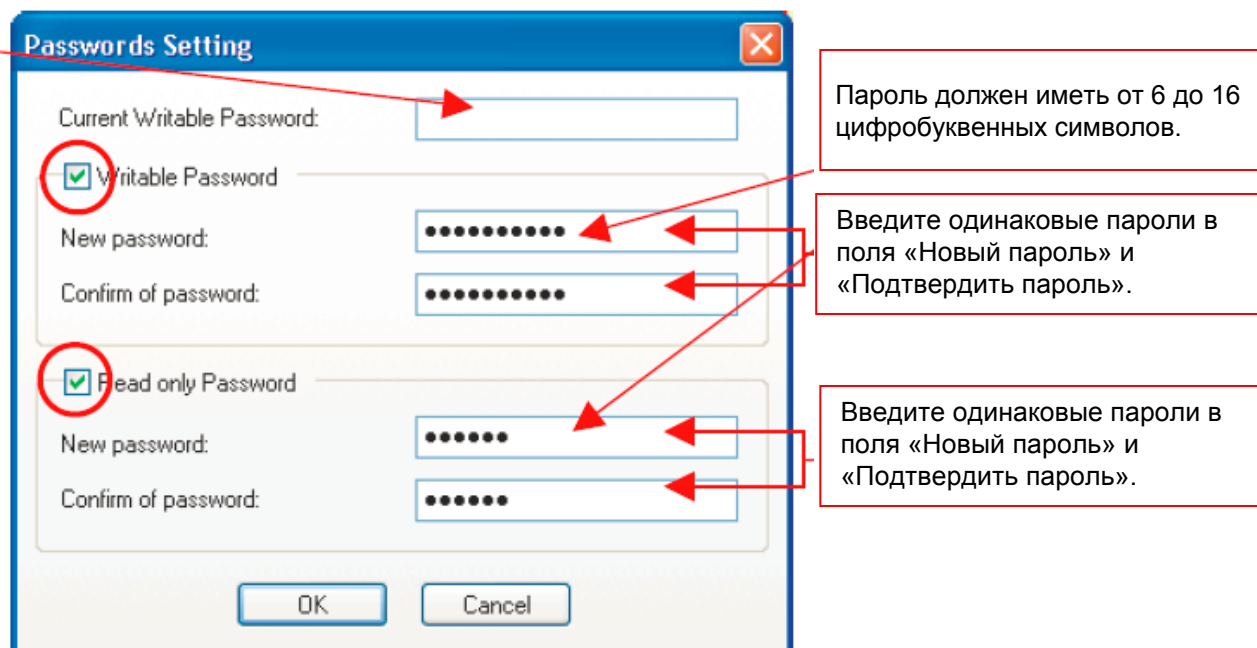 Passwords Setting
Current Writable Password:
Writable Password
New password:
Confirm of password:
Read only Password
New password:
Confirm of password:
OK
Cancel
Пароль должен иметь от 6 до 16
цифробуквенных символов.
Введите одинаковые пароли в
поля «Новый пароль» и
«Подтвердить пароль».
Введите одинаковые пароли в
поля «Новый пароль» и
«Подтвердить пароль».